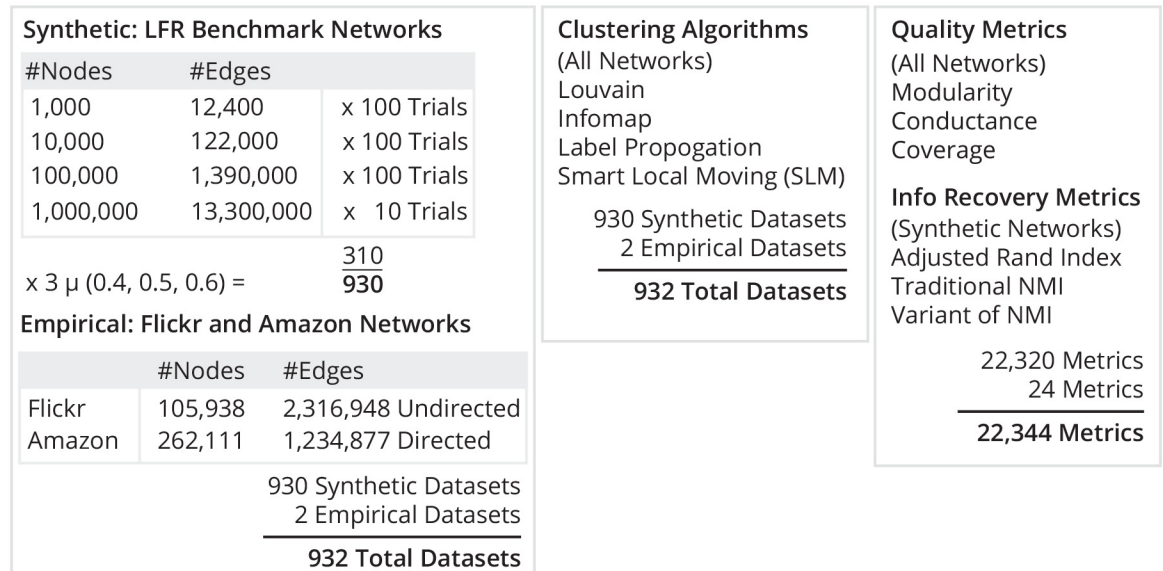 Synthetic: LFR Benchmark Networks
#Nodes #Edges
1,000 12,400 x 100 Trials
10,000 122,000 x 100 Trials
100,000 1,390,000 x 100 Trials
1,000,000 13,300,000 x 10 Trials
310
x 3 μ (0.4, 0.5, 0.6) = 930
Empirical: Flickr and Amazon Networks
#Nodes #Edges
Flickr 105,938 2,316,948 Undirected
Amazon 262,111 1,234,877 Directed
930 Synthetic Datasets
2 Empirical Datasets
932 Total Datasets
Clustering Algorithms
(All Networks)
Louvain
Infomap
Label Propogation
Smart Local Moving (SLM)
930 Synthetic Datasets
2 Empirical Datasets
932 Total Datasets
Quality Metrics
(All Networks)
Modularity
Conductance
Coverage
Info Recovery Metrics
(Synthetic Networks)
Adjusted Rand Index
Traditional NMI
Variant of NMI
22,320 Metrics
24 Metrics
22,344 Metrics